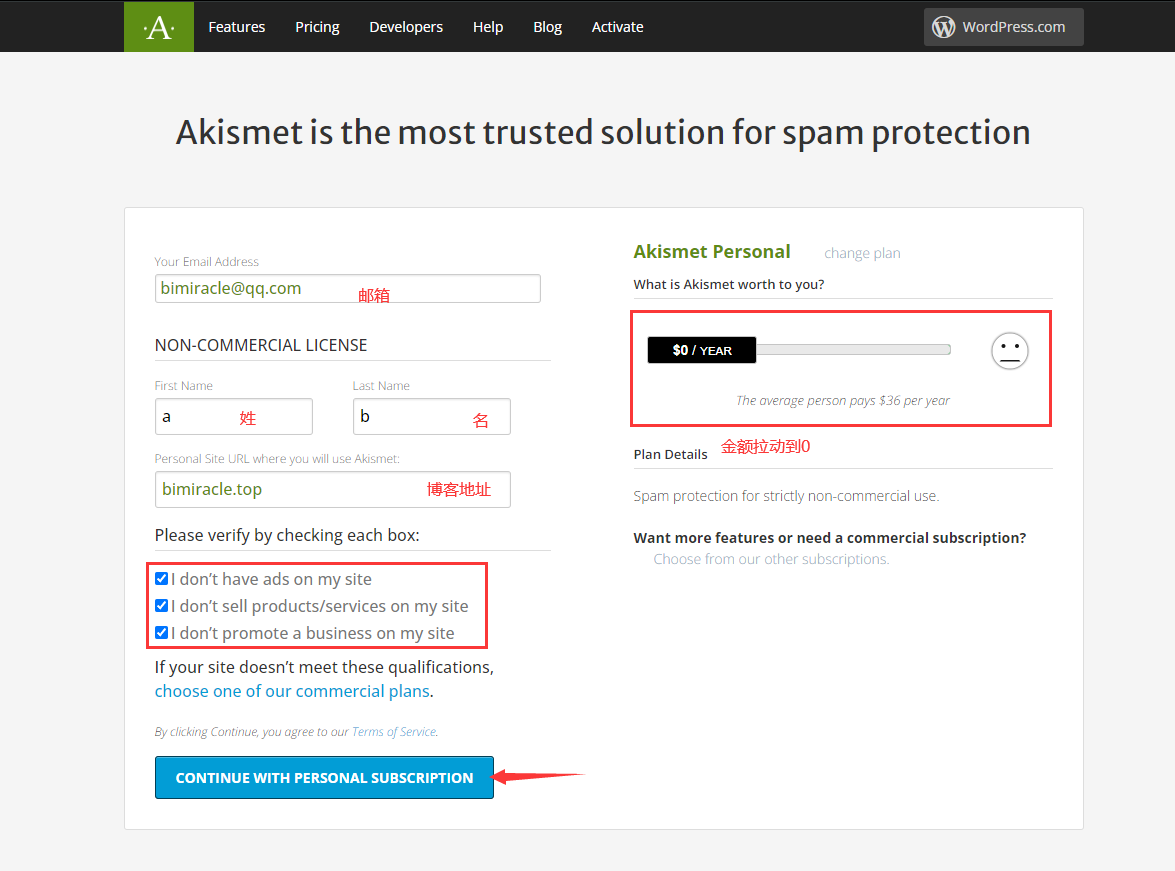 ·A· Features Pricing Developers Help Blog Activate WordPress.com
Akismet is the most trusted solution for spam protection
Your Email Address
bimiracle@qq.com 邮箱
NON-COMMERCIAL LICENSE
First Name Last Name
a 姓 b 名
Personal Site URL where you will use Akismet:
bimiracle.top 博客地址
Please verify by checking each box:
I don’t have ads on my site
I don’t sell products/services on my site
I don’t promote a business on my site
If your site doesn’t meet these qualifications,
choose one of our commercial plans.
By clicking Continue, you agree to our Terms of Service.
CONTINUE WITH PERSONAL SUBSCRIPTION
Akismet Personal change plan
What is Akismet worth to you?
$0 / YEAR
The average person pays $36 per year
Plan Details 金额拉动到0
Spam protection for strictly non-commercial use.
Want more features or need a commercial subscription?
Choose from our other subscriptions.